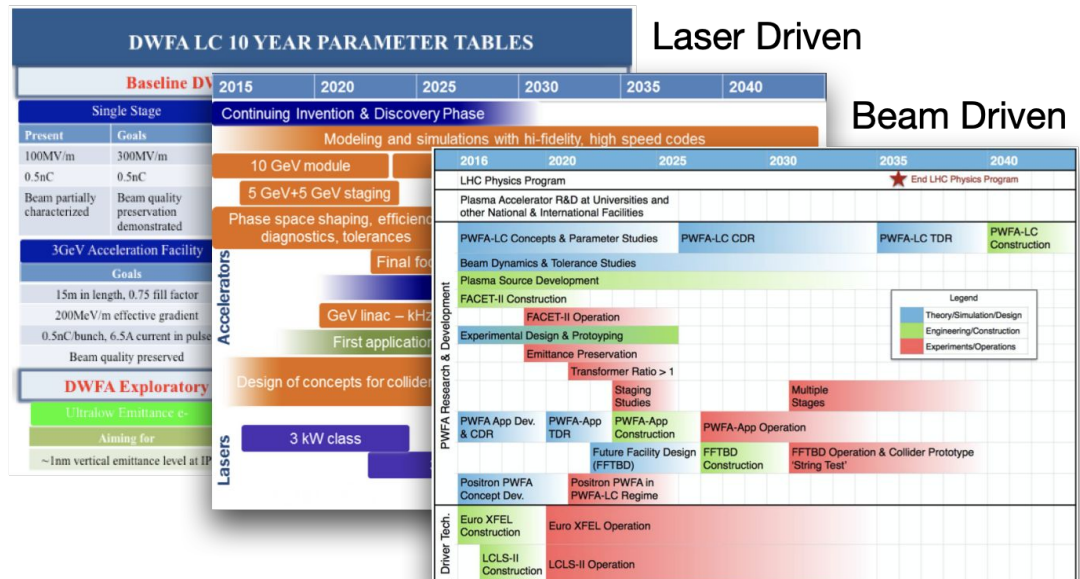 Laser Driven
Beam Driven
DWFA LC 10 YEAR PARAMETER TABLES
Single Stage
Present Goals
100MV/m 300MV/m
0.5nC 0.5nC
Beam partially
characterized
Beam quality
preservation
demonstrated
3GeV Acceleration Facility
Goals
15m in length, 0.75 fill factor
200MeV/m effective gradient
0.5nC/bunch, 6.5A current in pulse
Beam quality preserved
DWFA Exploratory
Ultralow Emittance e-
Aiming for
~1nm vertical emittance level at IP
Baseline
2015 2020 2025 2030 2035 2040
Continuing Invention & Discovery Phase
Modeling and simulations with hi-fidelity, high speed codes
10 GeV module
5 GeV+5 GeV staging
Phase space shaping,
diagnostics, tolerances
Final
GeV linac –
First
Design of concepts for
Accelerators
3 kW class
Lasers
2016 2020 2025 2030 2035 2040
LHC Physics Program
End LHC Physics Program
Plasma Accelerator R&D at Universities and
other National & International Facilities
PWFA Research & Development
PWFA-LC Concepts & Parameter Studies
PWFA-LC CDR
PWFA-LC TDR
PWFA-LC
Construction
Beam Dynamics & Tolerance Studies
Plasma Source Development
FACET-II Construction
FACET-II Operation
Experimental Design & Protoyping
Emittance Preservation
Transformer Ratio > 1
Staging
Studies
Multiple
Stages
PWFA App Dev.
& CDR
PWFA-App
TDR
PWFA-App
Construction
PWFA-App Operation
Future Facility Design
(FFTBD)
FFTBD
Construction
FFTBD Operation & Collider Prototype
'String Test'
Positron PWFA
Concept Dev.
Positron PWFA in
PWFA-LC Regime
Legend
Theory/Simulation/Design
Engineering/Construction
Experiments/Operations
Driver Tech.
Euro XFEL
Construction
Euro XFEL Operation
LCLS-II
Construction
LCLS-II Operation